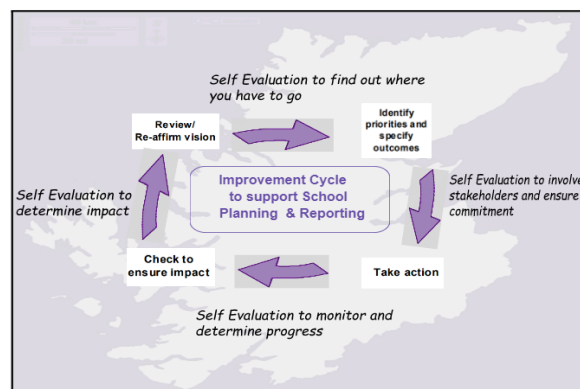 Self Evaluation to find out where
you have to go
Review/
Re-affirm vision
Identify
priorities and
specify
outcomes
Improvement Cycle
to support School
Planning & Reporting
Self Evaluation to
determine impact
Self Evaluation to involve
stakeholders and ensure
commitment
Check to
ensure impact
Take action
Self Evaluation to monitor and
determine progress